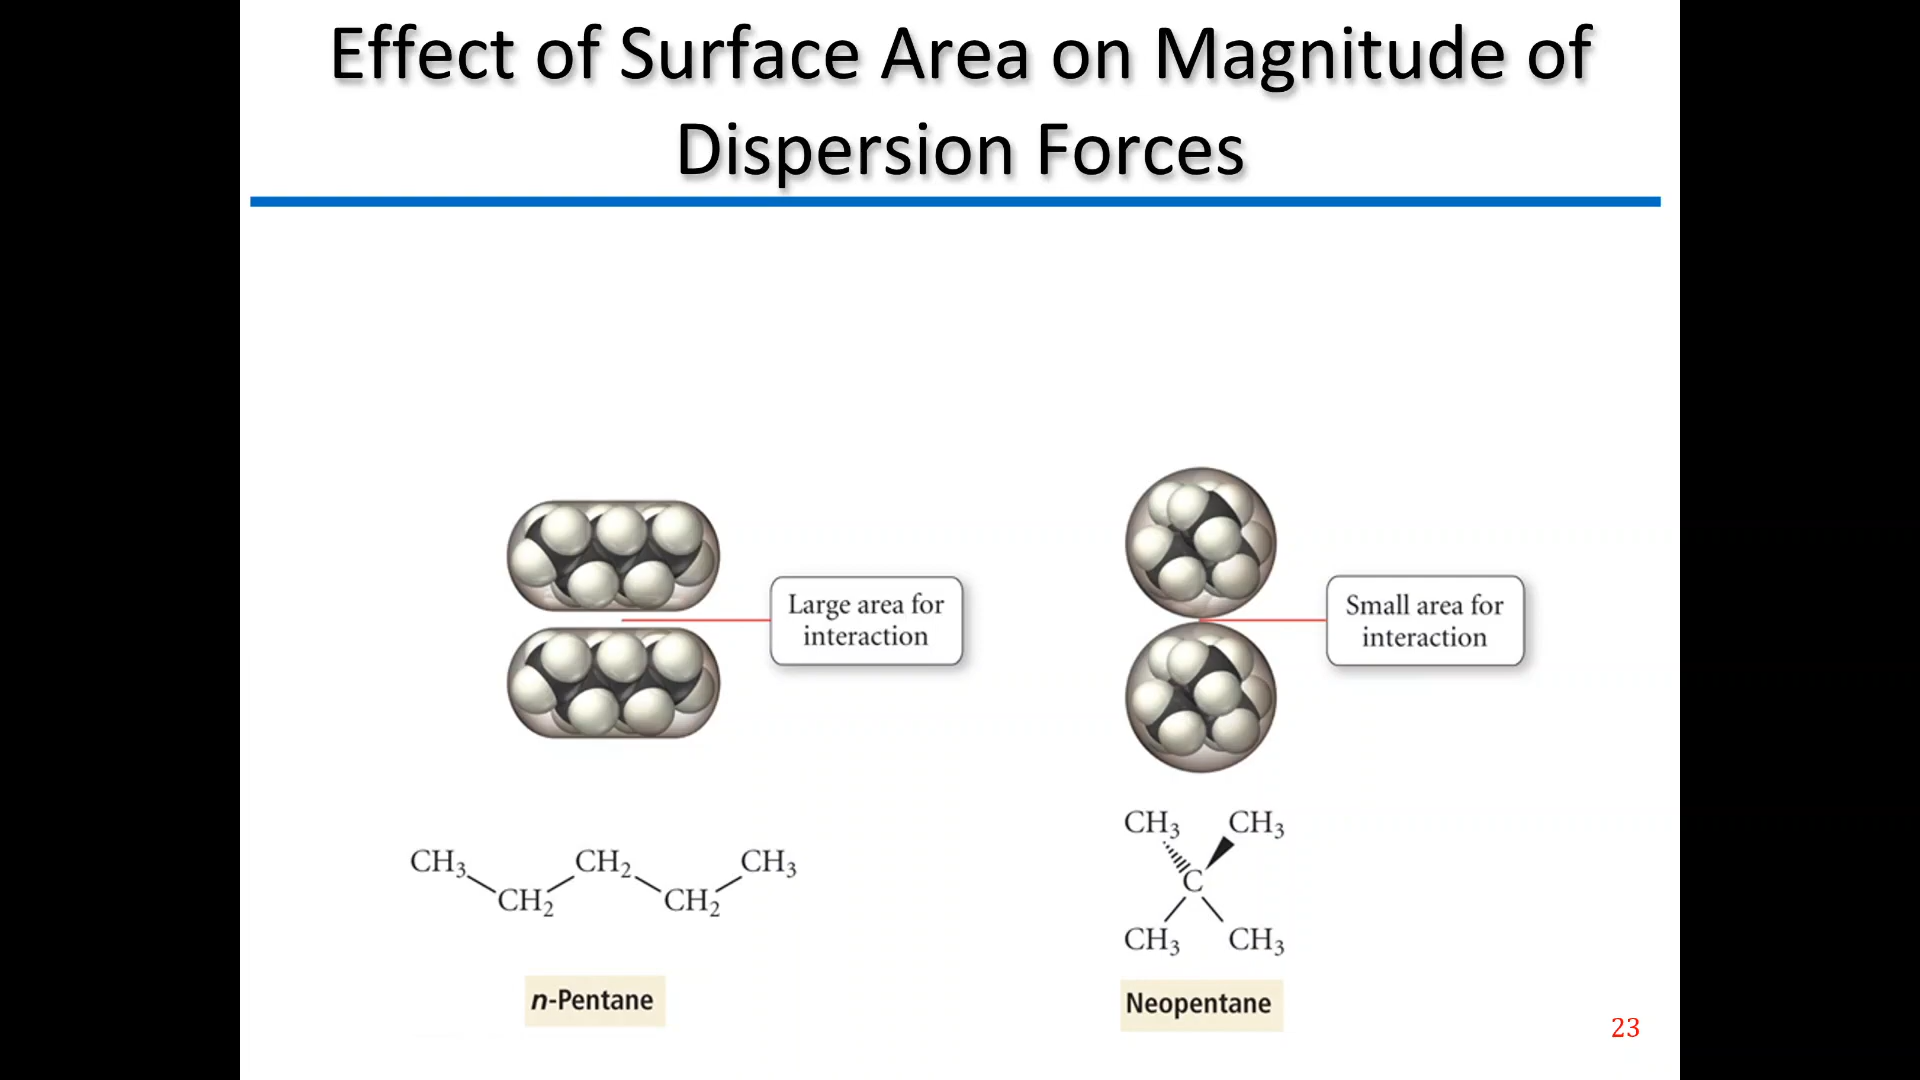 Effect of Surface Area on Magnitude of
Dispersion Forces
Large area for
interaction
Small area for
interaction
CH₃
CH₂
CH₂
CH₂
CH₃
CH₃
CH₃
C
CH₃
CH₃
n-Pentane
Neopentane
23